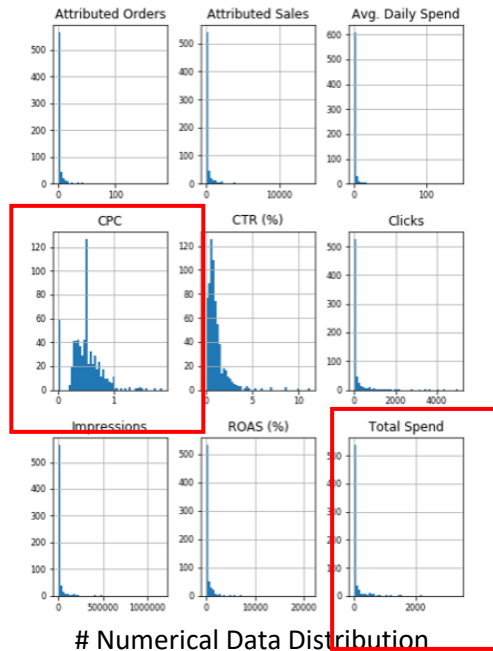 Attributed Orders Attributed Sales Avg. Daily Spend
500 500 600
400 400 500
300 300 400
200 200 300
100 100 200
100
0 0 0
0 100 0 10000 0 100
CPC CTR (%) Clicks
120 120 500
100 100 400
80 80 300
60 60
40 40 200
20 20 100
0 0 0
0 1 0 5 10 0 2000 4000
Impressions ROAS (%) Total Spend
500 500 500
400 400 400
300 300 300
200 200 200
100 100 100
0 0 0
0 500000 1000000 0 10000 20000 0 2000
# Numerical Data Distribution